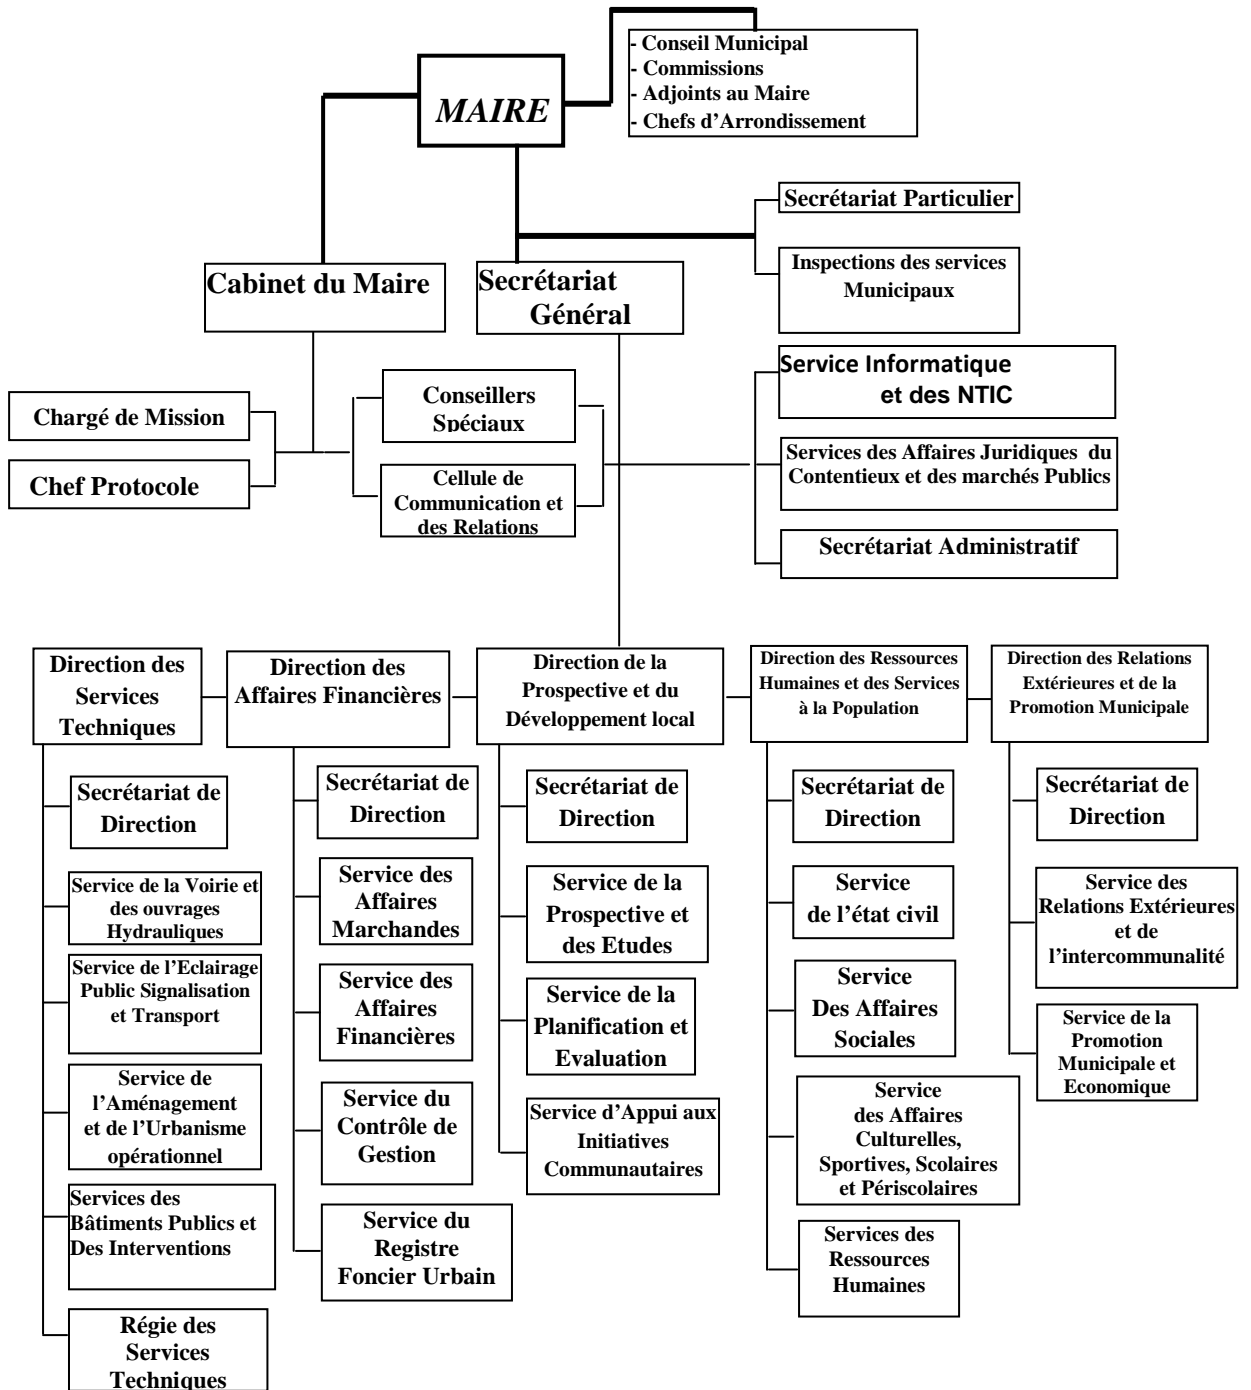 - Conseil Municipal
- Commissions
- Adjoints au Maire
- Chefs d'Arrondissement
MAIRE
Secrétariat Particulier
Inspections des services
Municipaux
Cabinet du Maire
Secrétariat
Général
Service Informatique
et des NTIC
Chargé de Mission
Conseillers
Spéciaux
Services des Affaires Juridiques du
Contentieux et des marchés Publics
Chef Protocole
Cellule de
Communication et
des Relations
Secrétariat Administratif
Direction des
Services
Techniques
Direction des
Affaires Financières
Direction de la
Prospective et du
Développement local
Direction des Ressources
Humaines et des Services
à la Population
Direction des Relations
Extérieures et de la
Promotion Municipale
Secrétariat de
Direction
Service de la Voirie et
des ouvrages
Hydrauliques
Service de l'Eclairage
Public Signalisation
et Transport
Service de
l'Aménagement
et de l'Urbanisme
opérationnel
Services des
Bâtiments Publics et
Des Interventions
Régie des
Services
Techniques
Secrétariat de
Direction
Service des
Affaires
Marchandes
Service des
Affaires
Financières
Service du
Contrôle de
Gestion
Service du
Registre
Foncier Urbain
Secrétariat de
Direction
Service de la
Prospective et
des Etudes
Service de la
Planification et
Evaluation
Service d'Appui aux
Initiatives
Communautaires
Secrétariat de
Direction
Service
de l'état civil
Service
Des Affaires
Sociales
Service
des Affaires
Culturelles,
Sportives, Scolaires
et Périscolaires
Services des
Ressources
Humaines
Secrétariat de
Direction
Service des
Relations Extérieures
et de
l'intercommunalité
Service de la
Promotion
Municipale et
Economique